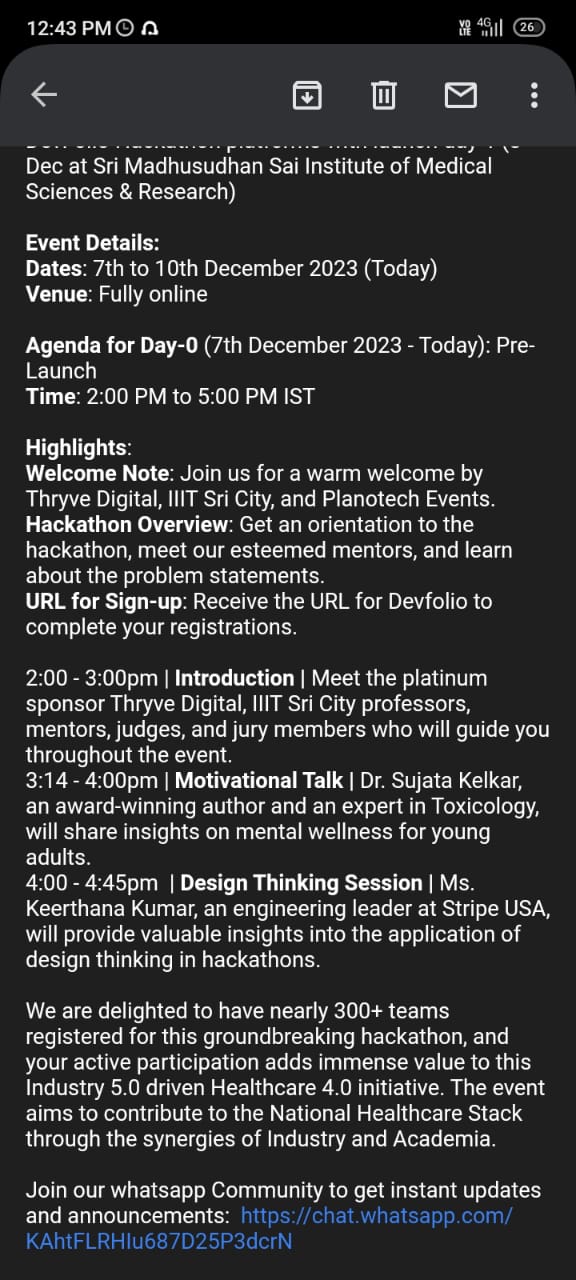 12:43 PM
VO LTE 4G 26
Dec at Sri Madhusudhan Sai Institute of Medical
Sciences & Research)
Event Details:
Dates: 7th to 10th December 2023 (Today)
Venue: Fully online
Agenda for Day-0 (7th December 2023 - Today): Pre-
Launch
Time: 2:00 PM to 5:00 PM IST
Highlights:
Welcome Note: Join us for a warm welcome by
Thryve Digital, IIIT Sri City, and Planotech Events.
Hackathon Overview: Get an orientation to the
hackathon, meet our esteemed mentors, and learn
about the problem statements.
URL for Sign-up: Receive the URL for Devfolio to
complete your registrations.
2:00 - 3:00pm | Introduction | Meet the platinum
sponsor Thryve Digital, IIIT Sri City professors,
mentors, judges, and jury members who will guide you
throughout the event.
3:14 - 4:00pm | Motivational Talk | Dr. Sujata Kelkar,
an award-winning author and an expert in Toxicology,
will share insights on mental wellness for young
adults.
4:00 - 4:45pm  | Design Thinking Session | Ms.
Keerthana Kumar, an engineering leader at Stripe USA,
will provide valuable insights into the application of
design thinking in hackathons.
We are delighted to have nearly 300+ teams
registered for this groundbreaking hackathon, and
your active participation adds immense value to this
Industry 5.0 driven Healthcare 4.0 initiative. The event
aims to contribute to the National Healthcare Stack
through the synergies of Industry and Academia.
Join our whatsapp Community to get instant updates
and announcements:  https://chat.whatsapp.com/
KAhtFLRHIu687D25P3dcrN